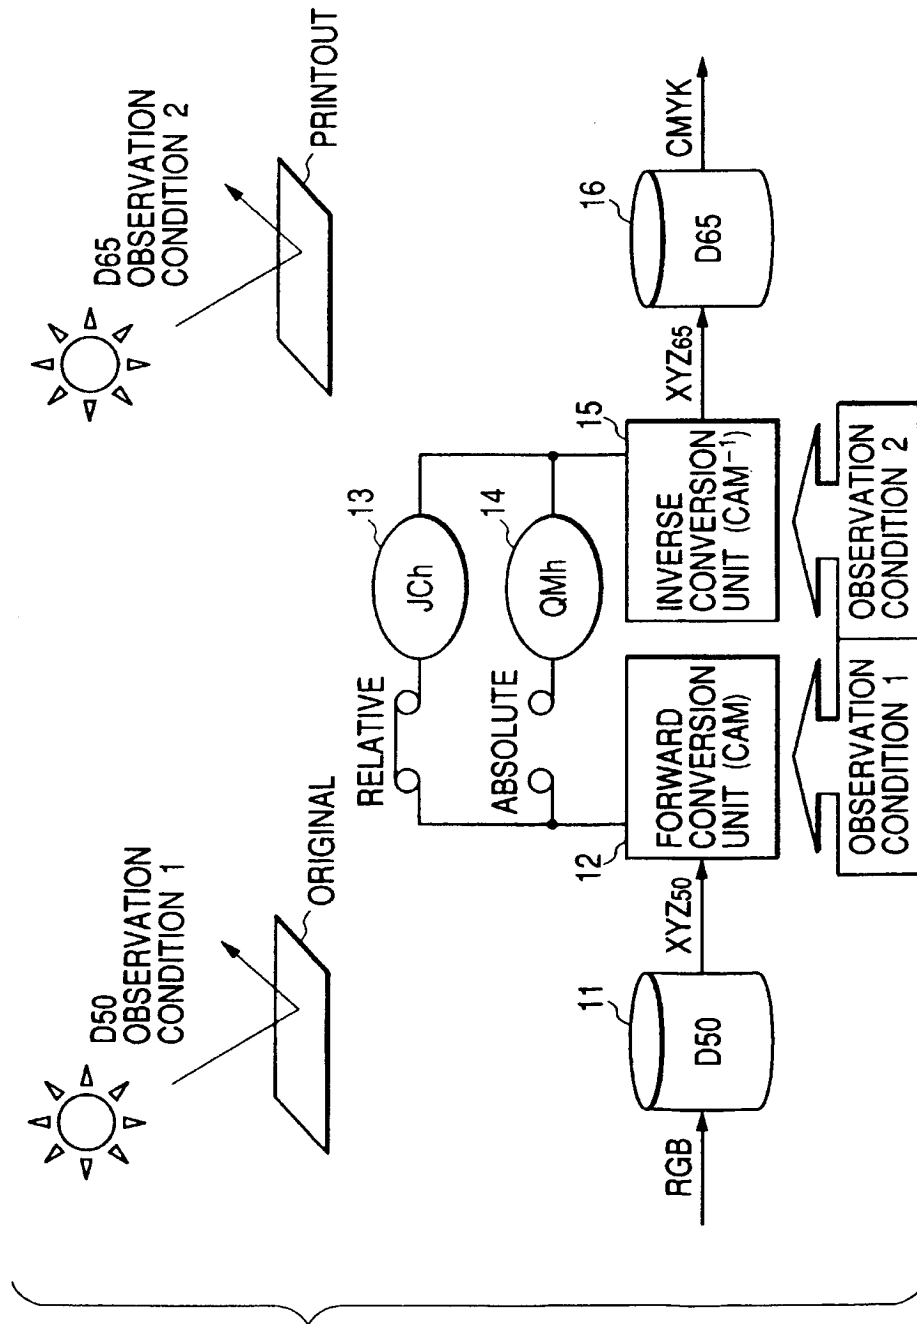 D50
OBSERVATION
CONDITION 1
ORIGINAL
D65
OBSERVATION
CONDITION 2
PRINTOUT
RELATIVE
JCh
13
ABSOLUTE
QMh
14
RGB
D50
11
XYZ50
12
FORWARD
CONVERSION
UNIT (CAM)
15
INVERSE
CONVERSION
UNIT (CAM⁻¹)
XYZ65
16
D65
CMYK
OBSERVATION
CONDITION 1
OBSERVATION
CONDITION 2